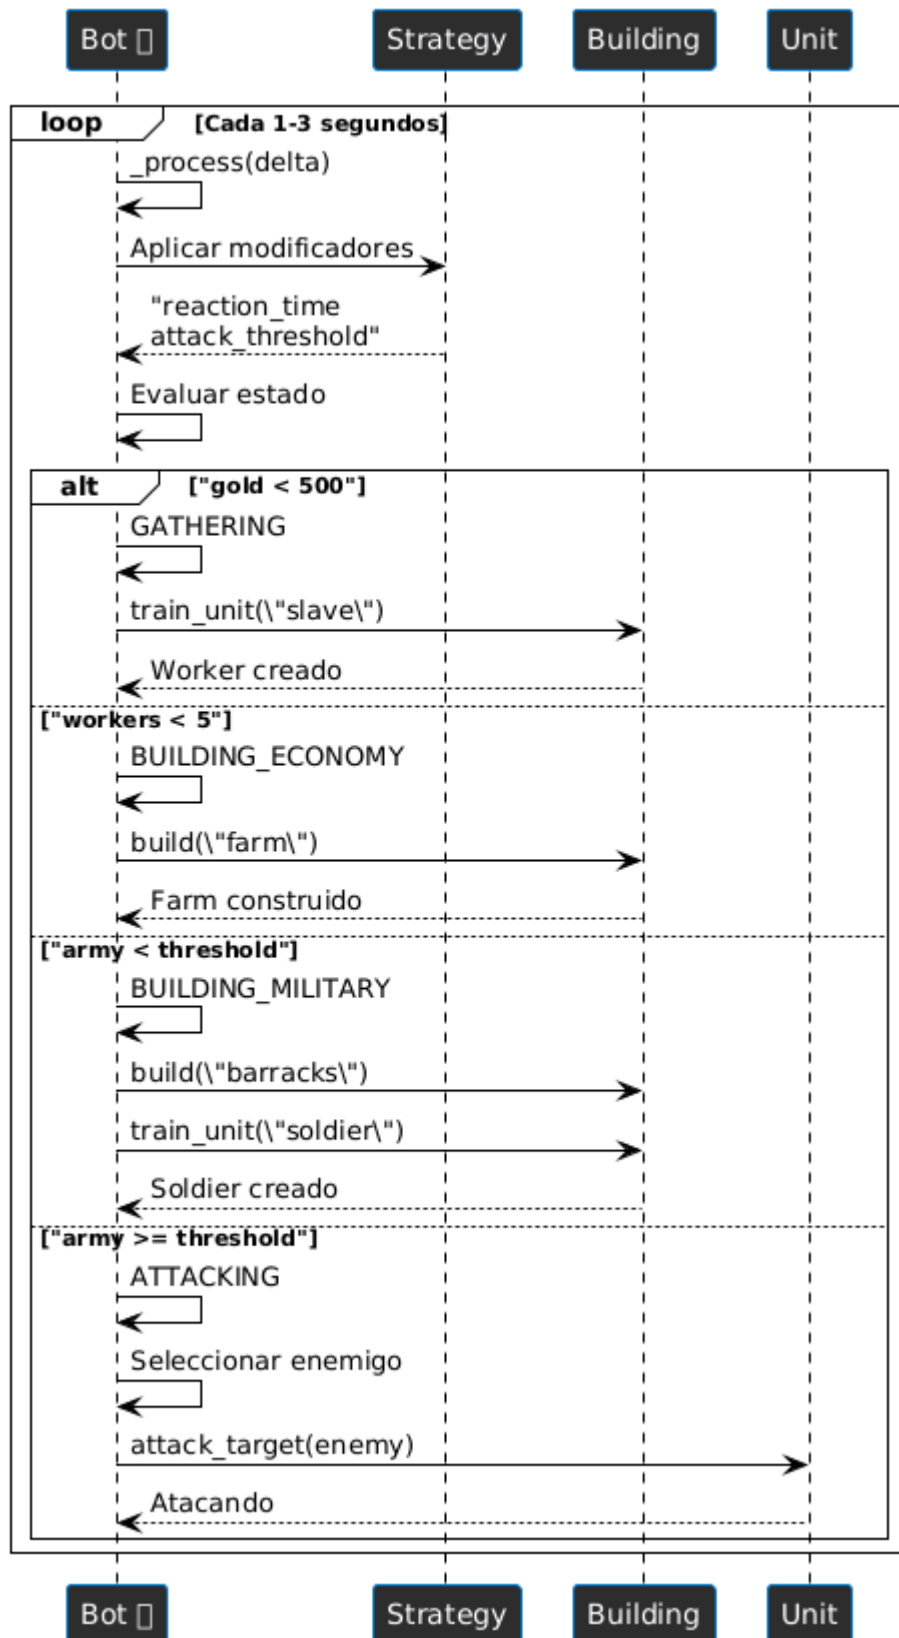 Bot Strategy Building Unit
loop [Cada 1-3 segundos]
_process(delta)
Aplicar modificadores
"reaction_time
attack_threshold"
Evaluar estado
alt ["gold < 500"]
GATHERING
train_unit(\"slave\")
Worker creado
["workers < 5"]
BUILDING_ECONOMY
build(\"farm\")
Farm construido
["army < threshold"]
BUILDING_MILITARY
build(\"barracks\")
train_unit(\"soldier\")
Soldier creado
["army >= threshold"]
ATTACKING
Seleccionar enemigo
attack_target(enemy)
Atacando
Bot Strategy Building Unit